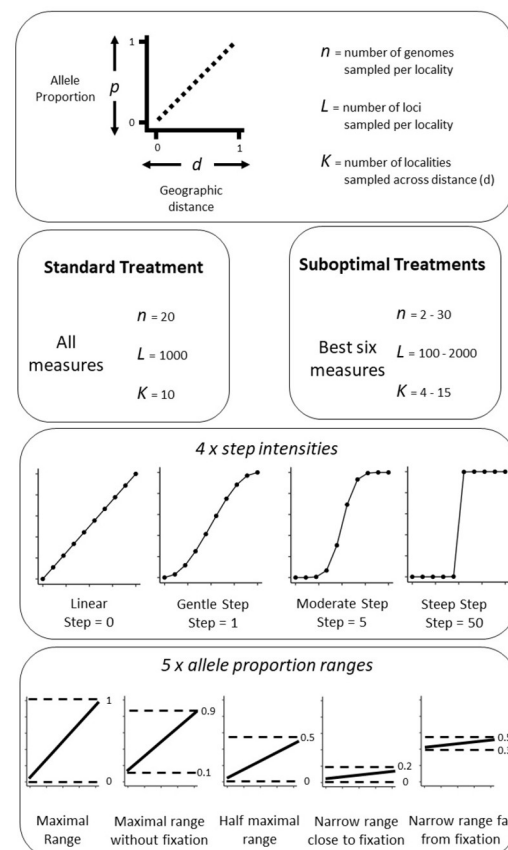 1
Allele
Proportion
p
0
0
1
d
Geographic
distance
n = number of genomes
sampled per locality
L = number of loci
sampled per locality
K = number of localities
sampled across distance (d)
Standard Treatment
All
measures
n = 20
L = 1000
K = 10
Suboptimal Treatments
Best six
measures
n = 2 - 30
L = 100 - 2000
K = 4 - 15
4 x step intensities
Linear
Step = 0
Gentle Step
Step = 1
Moderate Step
Step = 5
Steep Step
Step = 50
5 x allele proportion ranges
1
0
Maximal
Range
0.9
0.1
Maximal range
without fixation
0.5
0
Half maximal
range
0.2
0
Narrow range
close to fixation
Narrow range
from fixation